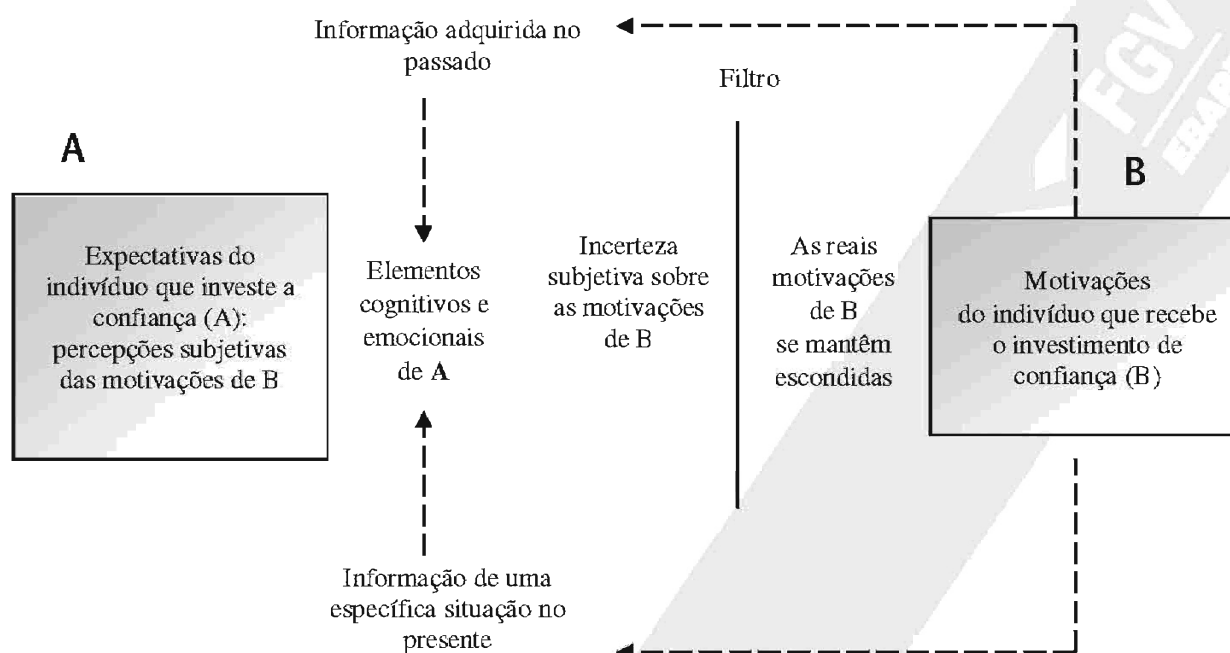 Informação adquirida no
passado
Filtro
FGV
EBAPE
A
B
Expectativas do
indivíduo que investe a
confiança (A):
percepções subjetivas
das motivações de B
Elementos
cognitivos e
emocionais
de A
Incerteza
subjetiva sobre
as motivações
de B
As reais
motivações
de B
se mantêm
escondidas
Motivações
do indivíduo que recebe
o investimento de
confiança (B)
Informação de uma
específica situação no
presente